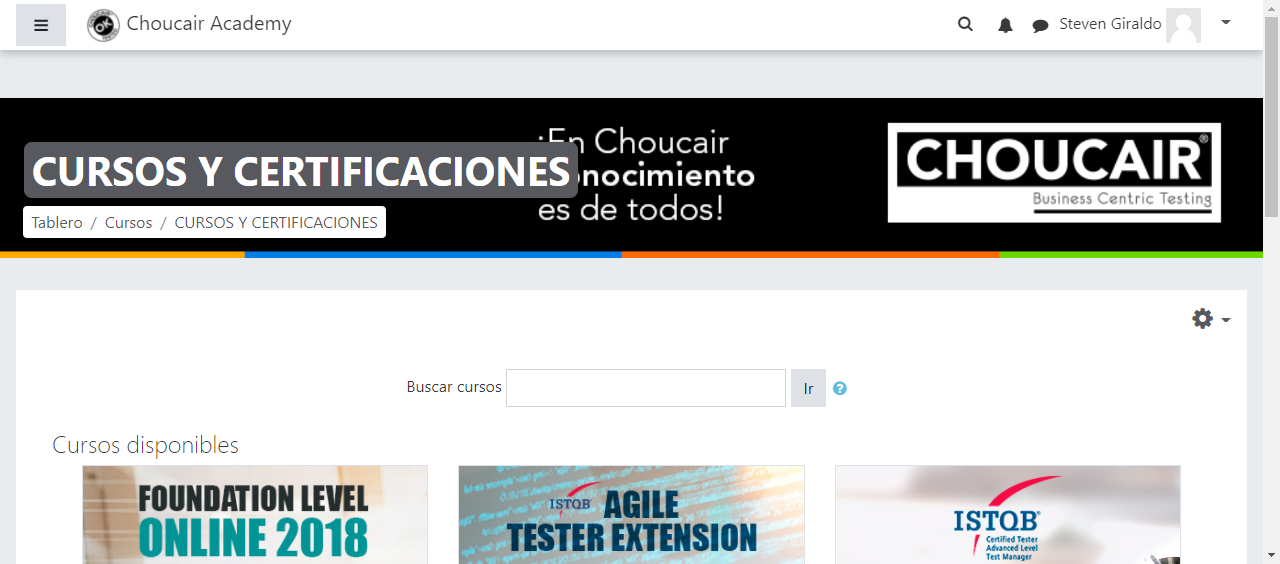 Choucair Academy
Steven Giraldo
¡En Choucair
conocimiento
es de todos!
CHOUCAIR®
Business Centric Testing
CURSOS Y CERTIFICACIONES
Tablero / Cursos / CURSOS Y CERTIFICACIONES
Buscar cursos
Ir
Cursos disponibles
FOUNDATION LEVEL
ONLINE 2018
ISTQB AGILE
TESTER EXTENSION
ISTQB®
Certified Tester
Advanced Level
Test Manager